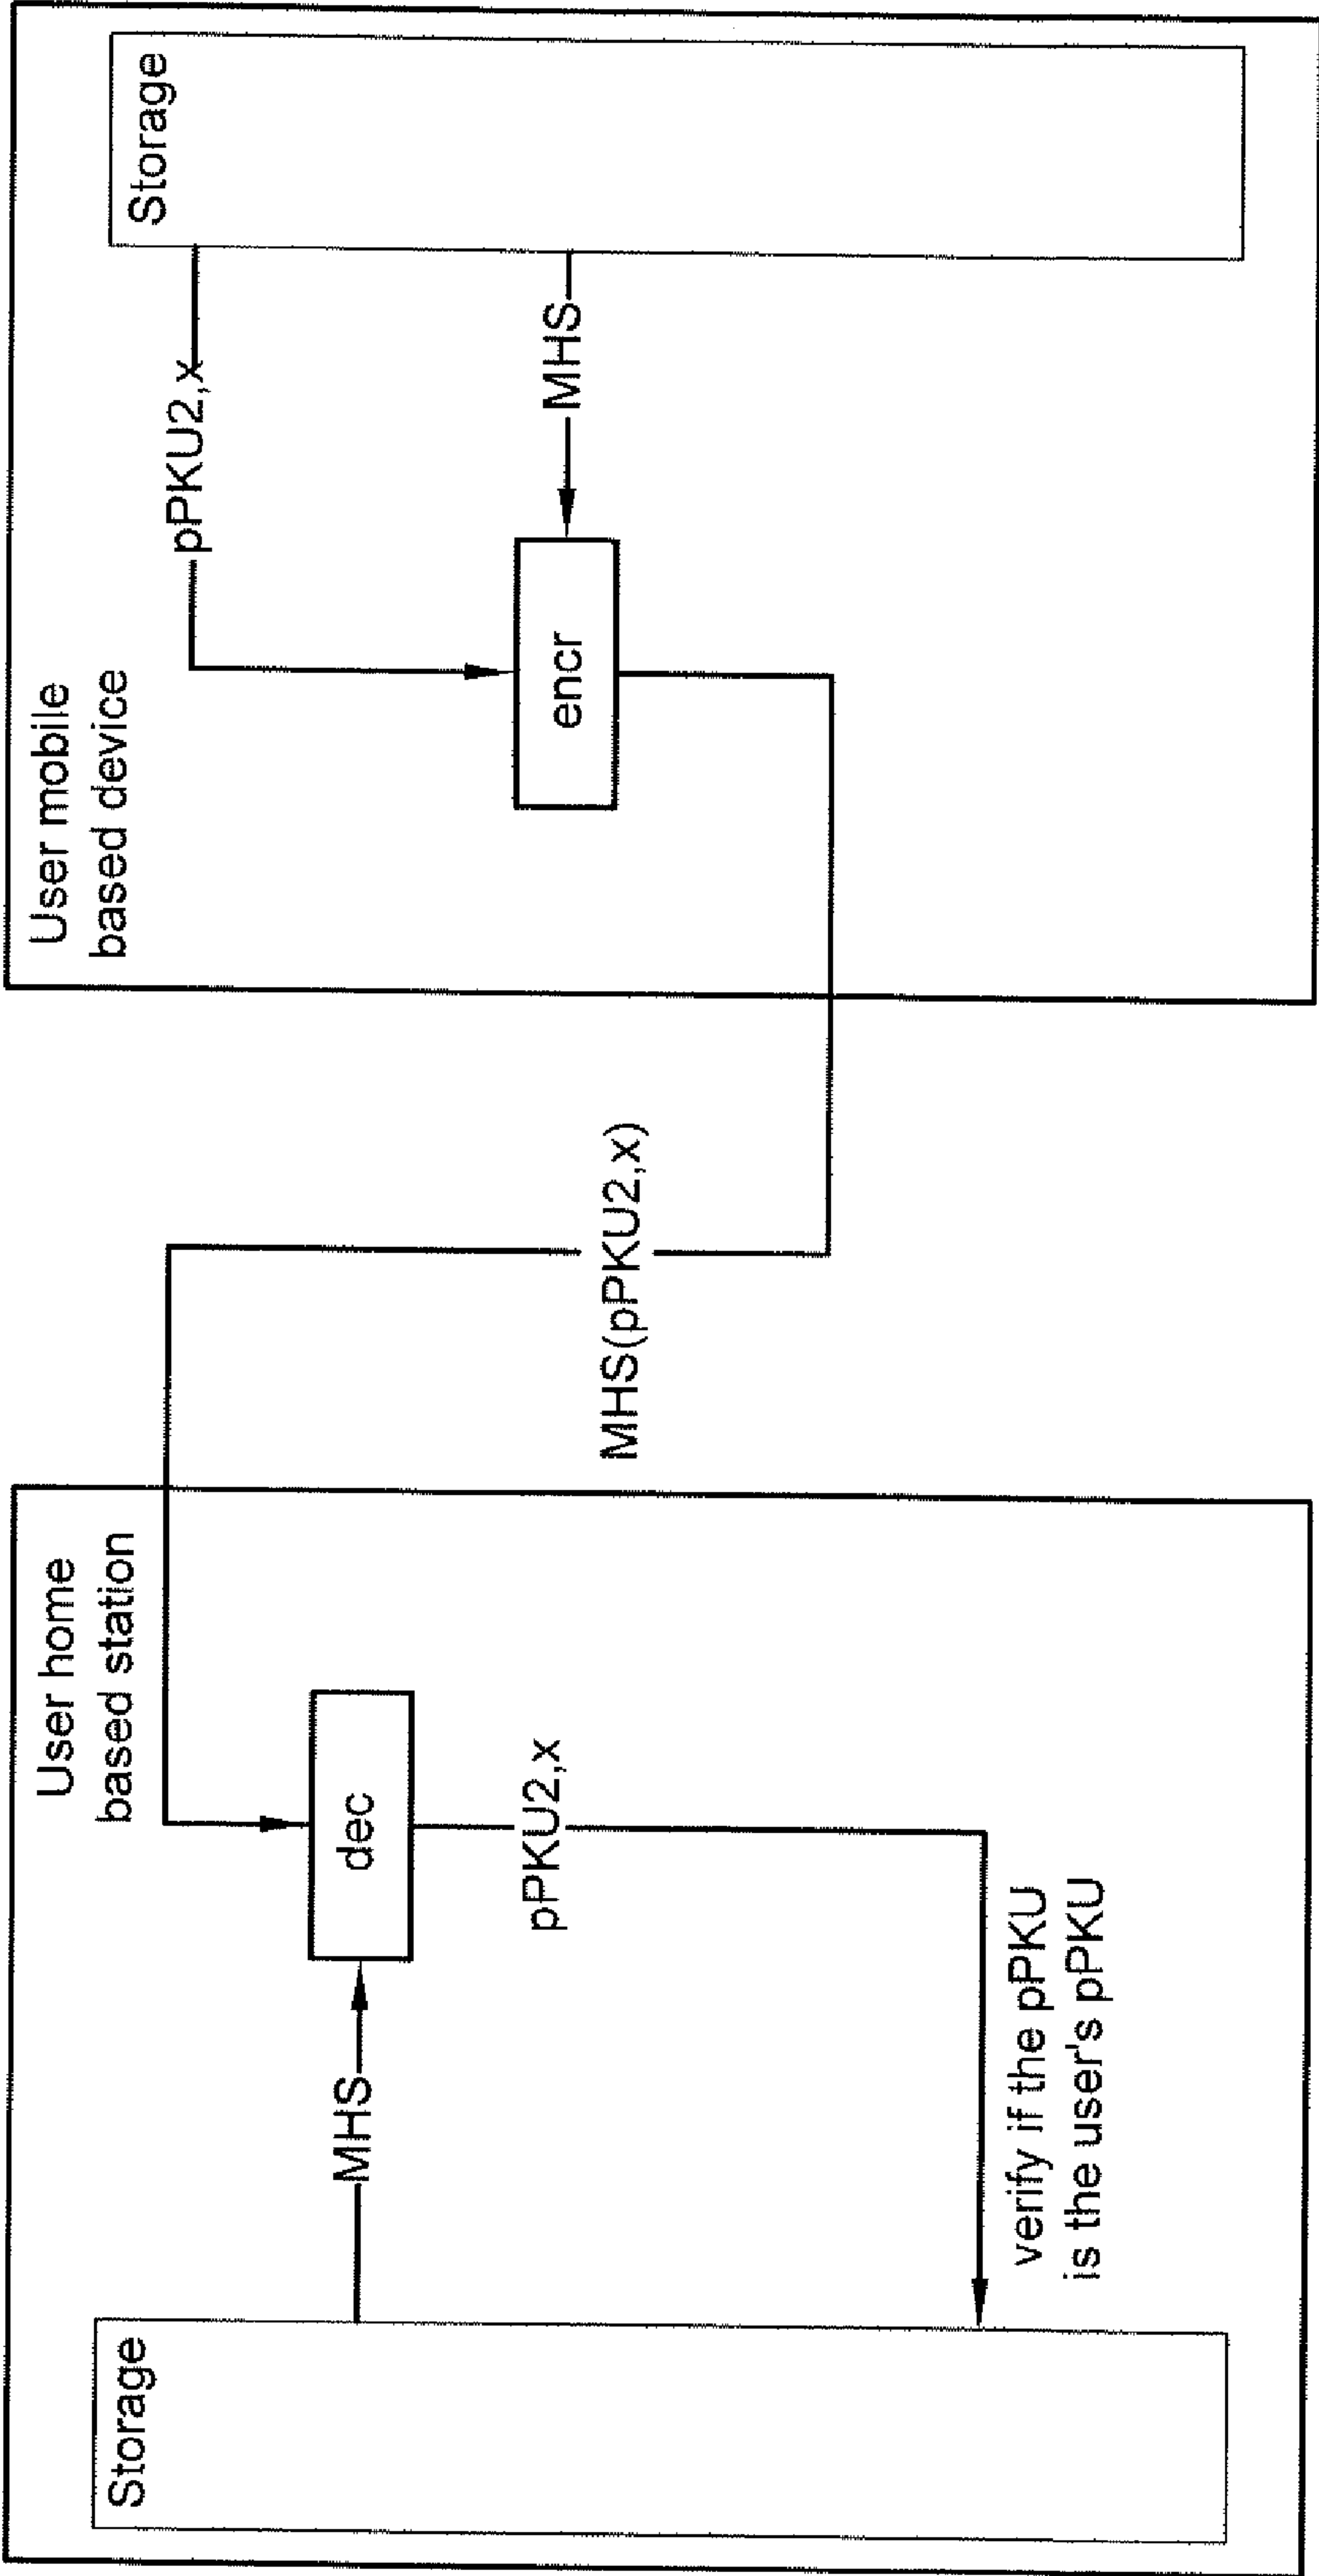 User home
based station
Storage
MHS
dec
pPKU2,x
verify if the pPKU
is the user's pPKU
MHS(pPKU2,x)
User mobile
based device
Storage
pPKU2,x
MHS
encr